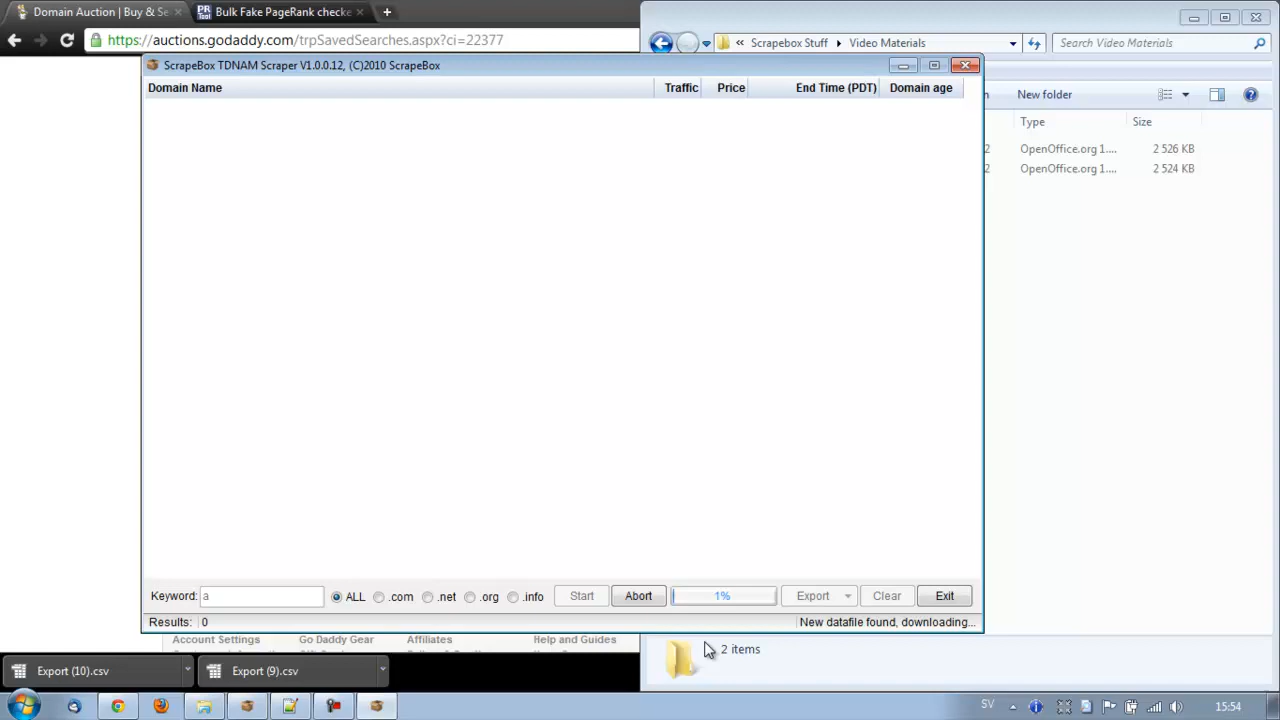 Domain Auction | Buy & Se
Bulk Fake PageRank checke
https://auctions.godaddy.com/trpSavedSearches.aspx?ci=22377
Scrapebox Stuff
Video Materials
Search Video Materials
ScrapeBox TDNAM Scraper V1.0.0.12, (C)2010 ScrapeBox
Domain Name
Traffic
Price
End Time (PDT)
Domain age
New folder
Type
Size
2
OpenOffice.org 1....
2 526 KB
2
OpenOffice.org 1....
2 524 KB
Keyword:
a
ALL
.com
.net
.org
.info
Start
Abort
1%
Export
Clear
Exit
Results:
0
New datafile found, downloading...
Account Settings
Go Daddy Gear
Affiliates
Help and Guides
2 items
Export (10).csv
Export (9).csv
SV
15:54